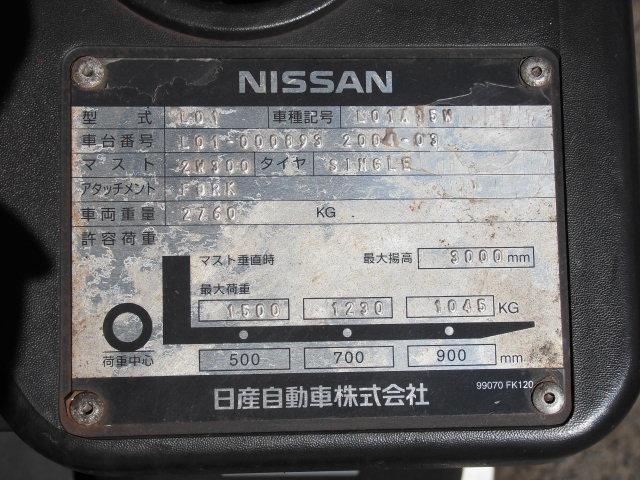 NISSAN
型 式 L01 車種記号 L01A15W
車台番号 L01-000893 2004-03
マスト 2W300 タイヤ SINGLE
アタッチメント FORK
車両重量 2760 KG
許容荷重
マスト垂直時 最大揚高 3000 mm
最大荷重
1500 1230 1045 KG
荷重中心 500 700 900 mm
日産自動車株式会社 99070 FK120